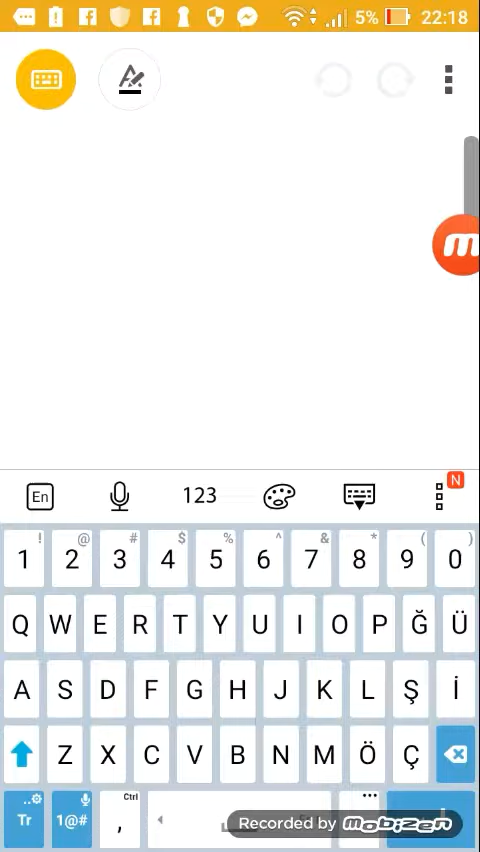 5% 22:18
En 123 N
! @ # $ % ^ & * ( )
1 2 3 4 5 6 7 8 9 0
Q W E R T Y U I O P Ğ Ü
A S D F G H J K L Ş İ
Z X C V B N M Ö Ç
Ctrl
Tr 1@# ,
Recorded by mobizen